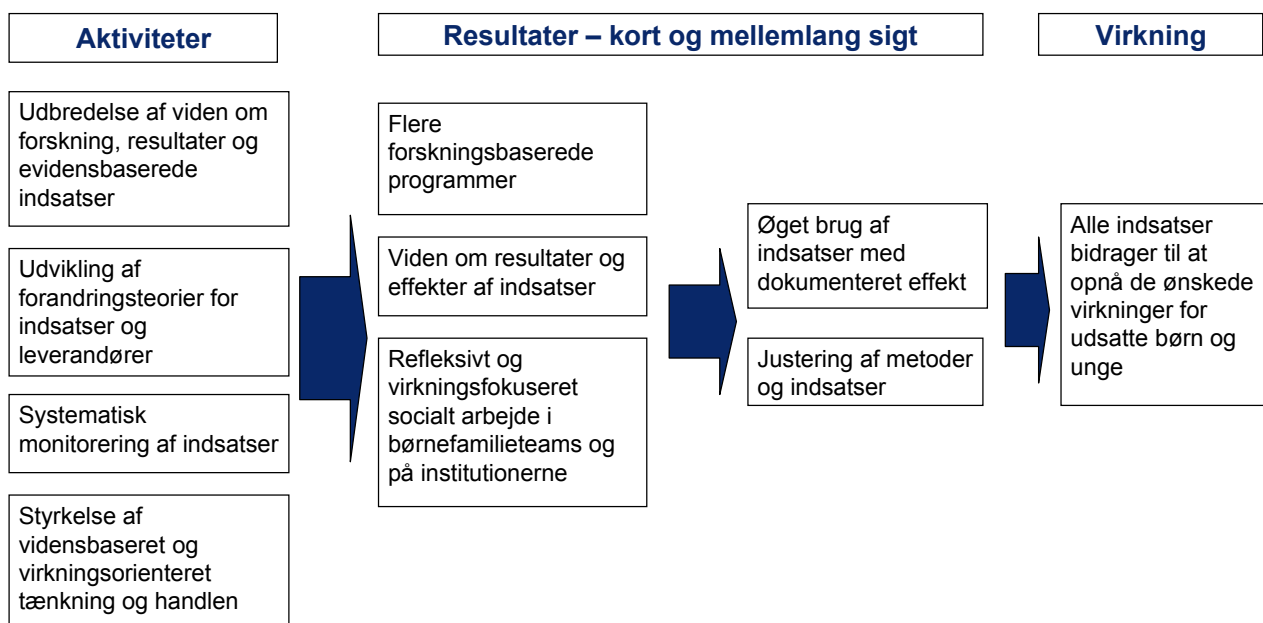 Aktiviteter
Resultater – kort og mellemlang sigt
Virkning
Udbredelse af viden om
forskning, resultater og
evidensbaserede
indsatser
Udvikling af
forandringsteorier for
indsatser og
leverandører
Systematisk
monitorering af indsatser
Styrkelse af
vidensbaseret og
virkningsorienteret
tænkning og handlen
Flere
forskningsbaserede
programmer
Viden om resultater og
effekter af indsatser
Refleksivt og
virkningsfokuseret
socialt arbejde i
børnefamilieteams og
på institutionerne
Øget brug af
indsatser med
dokumenteret effekt
Justering af metoder
og indsatser
Alle indsatser
bidrager til at
opnå de ønskede
virkninger for
udsatte børn og
unge